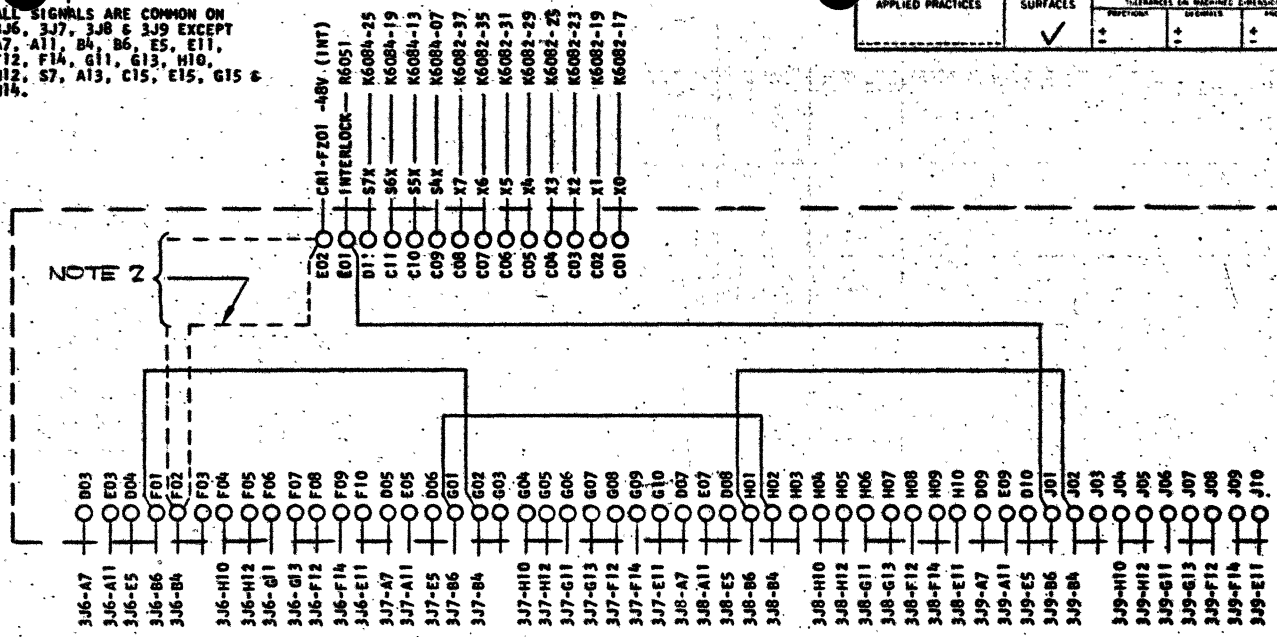 ALL SIGNALS ARE COMMON ON
3J6, 3J7, 3J8 & 3J9 EXCEPT
A7, A11, B4, B6, E5, E11,
F12, F14, G11, G13, H10,
H12, S7, A13, C15, E15, G15 &
APPLIED PRACTICES
SURFACES
TOLERANCES ON MACHINED
FRACTIONS
DECIMALS
± ± ±
CR1-FZ01 -48V (INT)
INTERLOCK R6051
S7X K6084-25
S6X K6084-19
S5X K6084-13
S4X K6084-07
X7 K6082-37
X6 K6082-35
X5 K6082-31
X4 K6082-29
X3 K6082-25
X2 K6082-23
X1 K6082-19
X0 K6082-17
E02 E01 D11 C11 C10 C09 C08 C07 C06 C05 C04 C03 C02 C01
NOTE 2
D03 E03 D04 F01 F02 F03 F04 F05 F06 F07 F08 F09 F10 D05 E05 D06 G01 G02 G03 G04 G05 G06 G07 G08 G09 G10 D07 E07 D08 H01 H02 H03 H04 H05 H06 H07 H08 H09 H10 D09 E09 D10 J01 J02 J03 J04 J05 J06 J07 J08 J09 J10
3J6-A7 3J6-A11 3J6-E5 3J6-B6 3J6-B4 3J6-H10 3J6-H12 3J6-G11 3J6-G13 3J6-F12 3J6-F14 3J6-E11 3J7-A7 3J7-A11 3J7-E5 3J7-B6 3J7-B4 3J7-H10 3J7-H12 3J7-G11 3J7-G13 3J7-F12 3J7-F14 3J7-E11 3J8-A7 3J8-A11 3J8-E5 3J8-B6 3J8-B4 3J8-H10 3J8-H12 3J8-G11 3J8-G13 3J8-F12 3J8-F14 3J8-E11 3J9-A7 3J9-A11 3J9-E5 3J9-B6 3J9-B4 3J9-H10 3J9-H12 3J9-G11 3J9-G13 3J9-F12 3J9-F14 3J9-E11